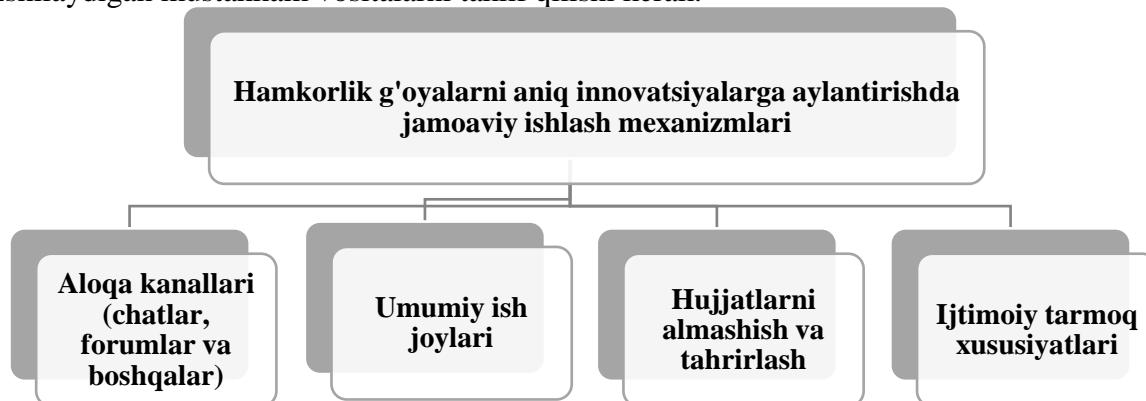 Hamkorlik g'oyalarni aniq innovatsiyalarga aylantirishda
jamoaviy ishlash mexanizmlari
Aloqa kanallari
(chatlar,
forumlar va
boshqalar)
Umumiy ish
joylari
Hujjatlarni
almashish va
tahrirlash
Ijtimoiy tarmoq
xususiyatlari